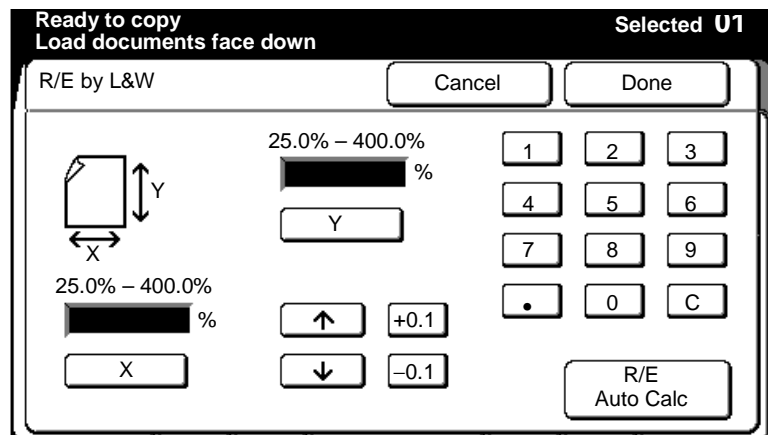 Ready to copy
Selected 01
Load documents face down
R/E by L&W
Cancel
Done
25.0% – 400.0%
%
Y
Y
X
25.0% – 400.0%
%
X
+0.1
–0.1
1 2 3
4 5 6
7 8 9
• 0 C
R/E
Auto Calc